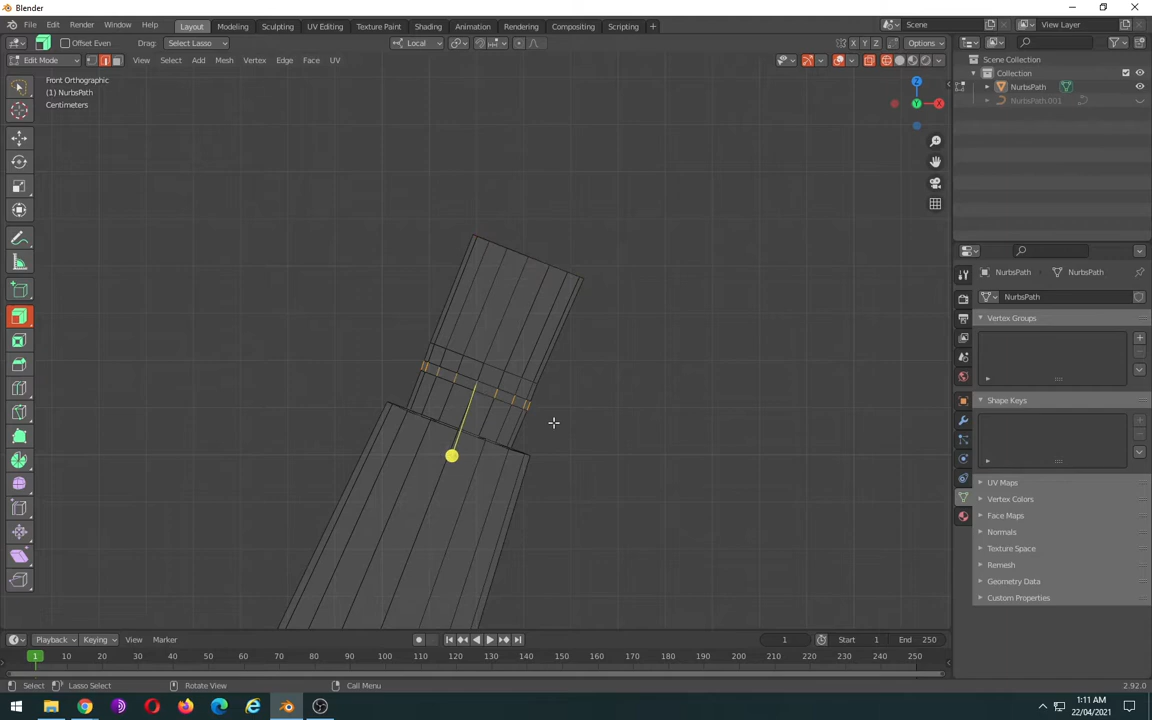 Blender
File Edit Render Window Help
Layout Modeling Sculpting UV Editing Texture Paint Shading Animation Rendering Compositing Scripting +
Scene View Layer
Offset Even Drag: Select Lasso Local X Y Z Options
Edit Mode View Select Add Mesh Vertex Edge Face UV
Front Orthographic
(1) NurbsPath
Centimeters
Z
X
Y
Scene Collection
Collection
NurbsPath
NurbsPath.001
NurbsPath NurbsPath
NurbsPath
Vertex Groups
Shape Keys
UV Maps
Vertex Colors
Face Maps
Normals
Texture Space
Remesh
Geometry Data
Custom Properties
Playback Keying View Marker 1 Start 1 End 250
1 10 20 30 40 50 60 70 80 90 100 110 120 130 140 150 160 170 180 190 200 210 220 230 240 250
Select Lasso Select Rotate View Call Menu 2.92.0
1:11 AM
22/04/2021